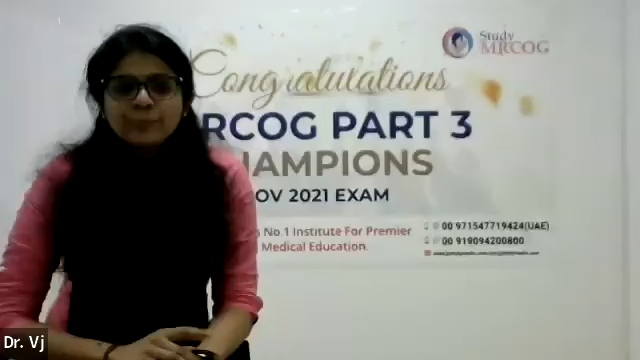 Study
MRCOG
Congratulations
RCOG PART 3
HAMPIONS
OV 2021 EXAM
No.1 Institute For Premier
Medical Education.
00 971547719424(UAE)
00 919094200800
Dr. Vj